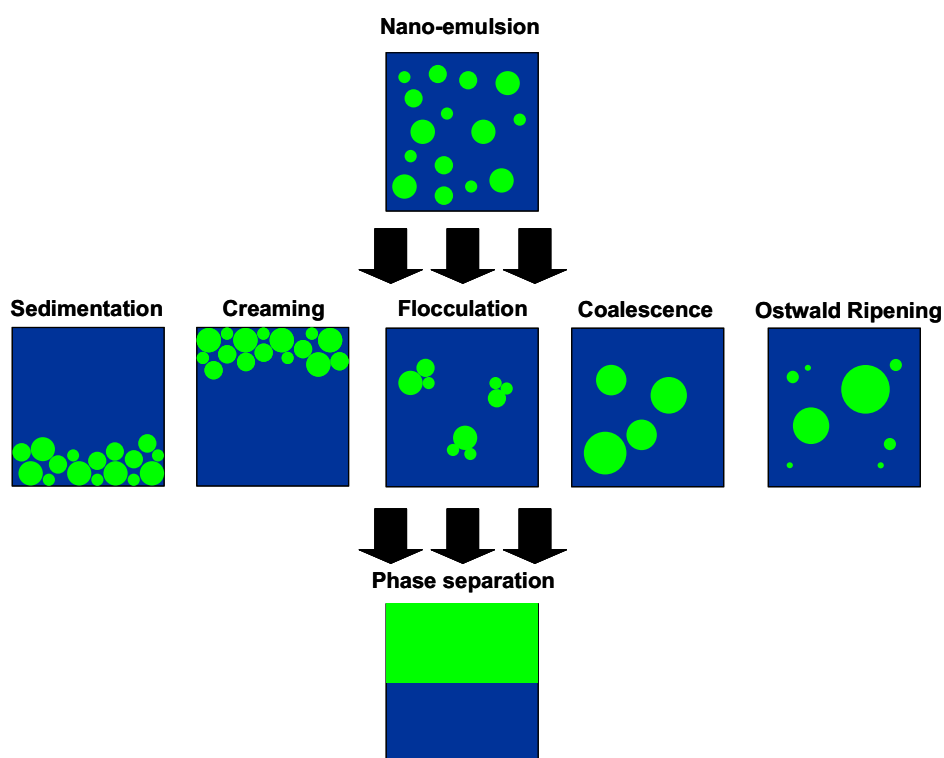 Nano-emulsion
Sedimentation
Creaming
Flocculation
Coalescence
Ostwald Ripening
Phase separation